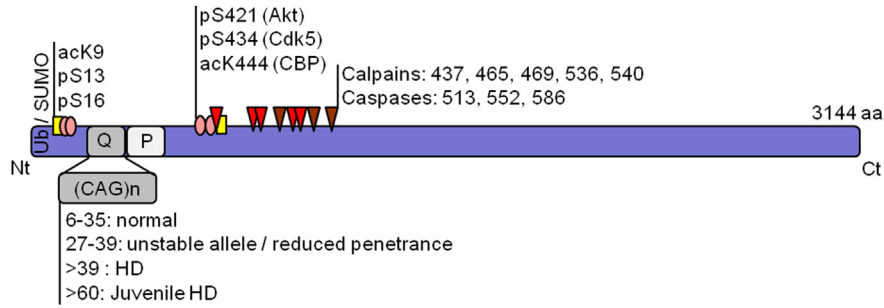 pS421 (Akt)
pS434 (Cdk5)
acK444 (CBP)
acK9
pS13
pS16
Ub / SUMO
Calpains: 437, 465, 469, 536, 540
Caspases: 513, 552, 586
3144 aa
Q
P
Nt
Ct
(CAG)n
6-35: normal
27-39: unstable allele / reduced penetrance
>39 : HD
>60: Juvenile HD